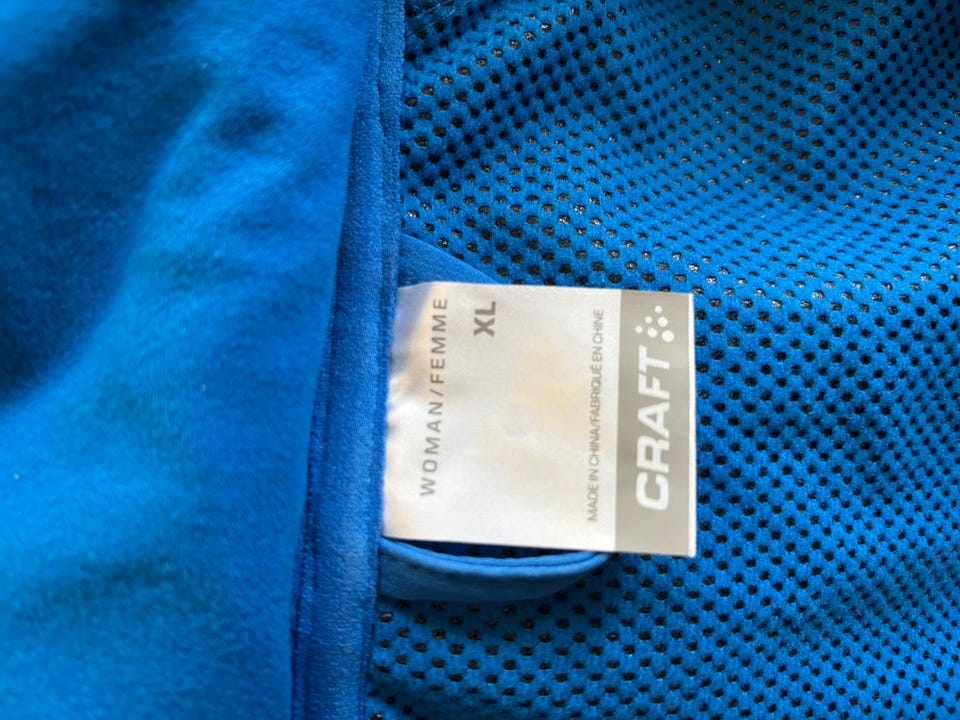 WOMAN/FEMME
XL
MADE IN CHINA/FABRIQUÉ EN CHINE
CRAFT